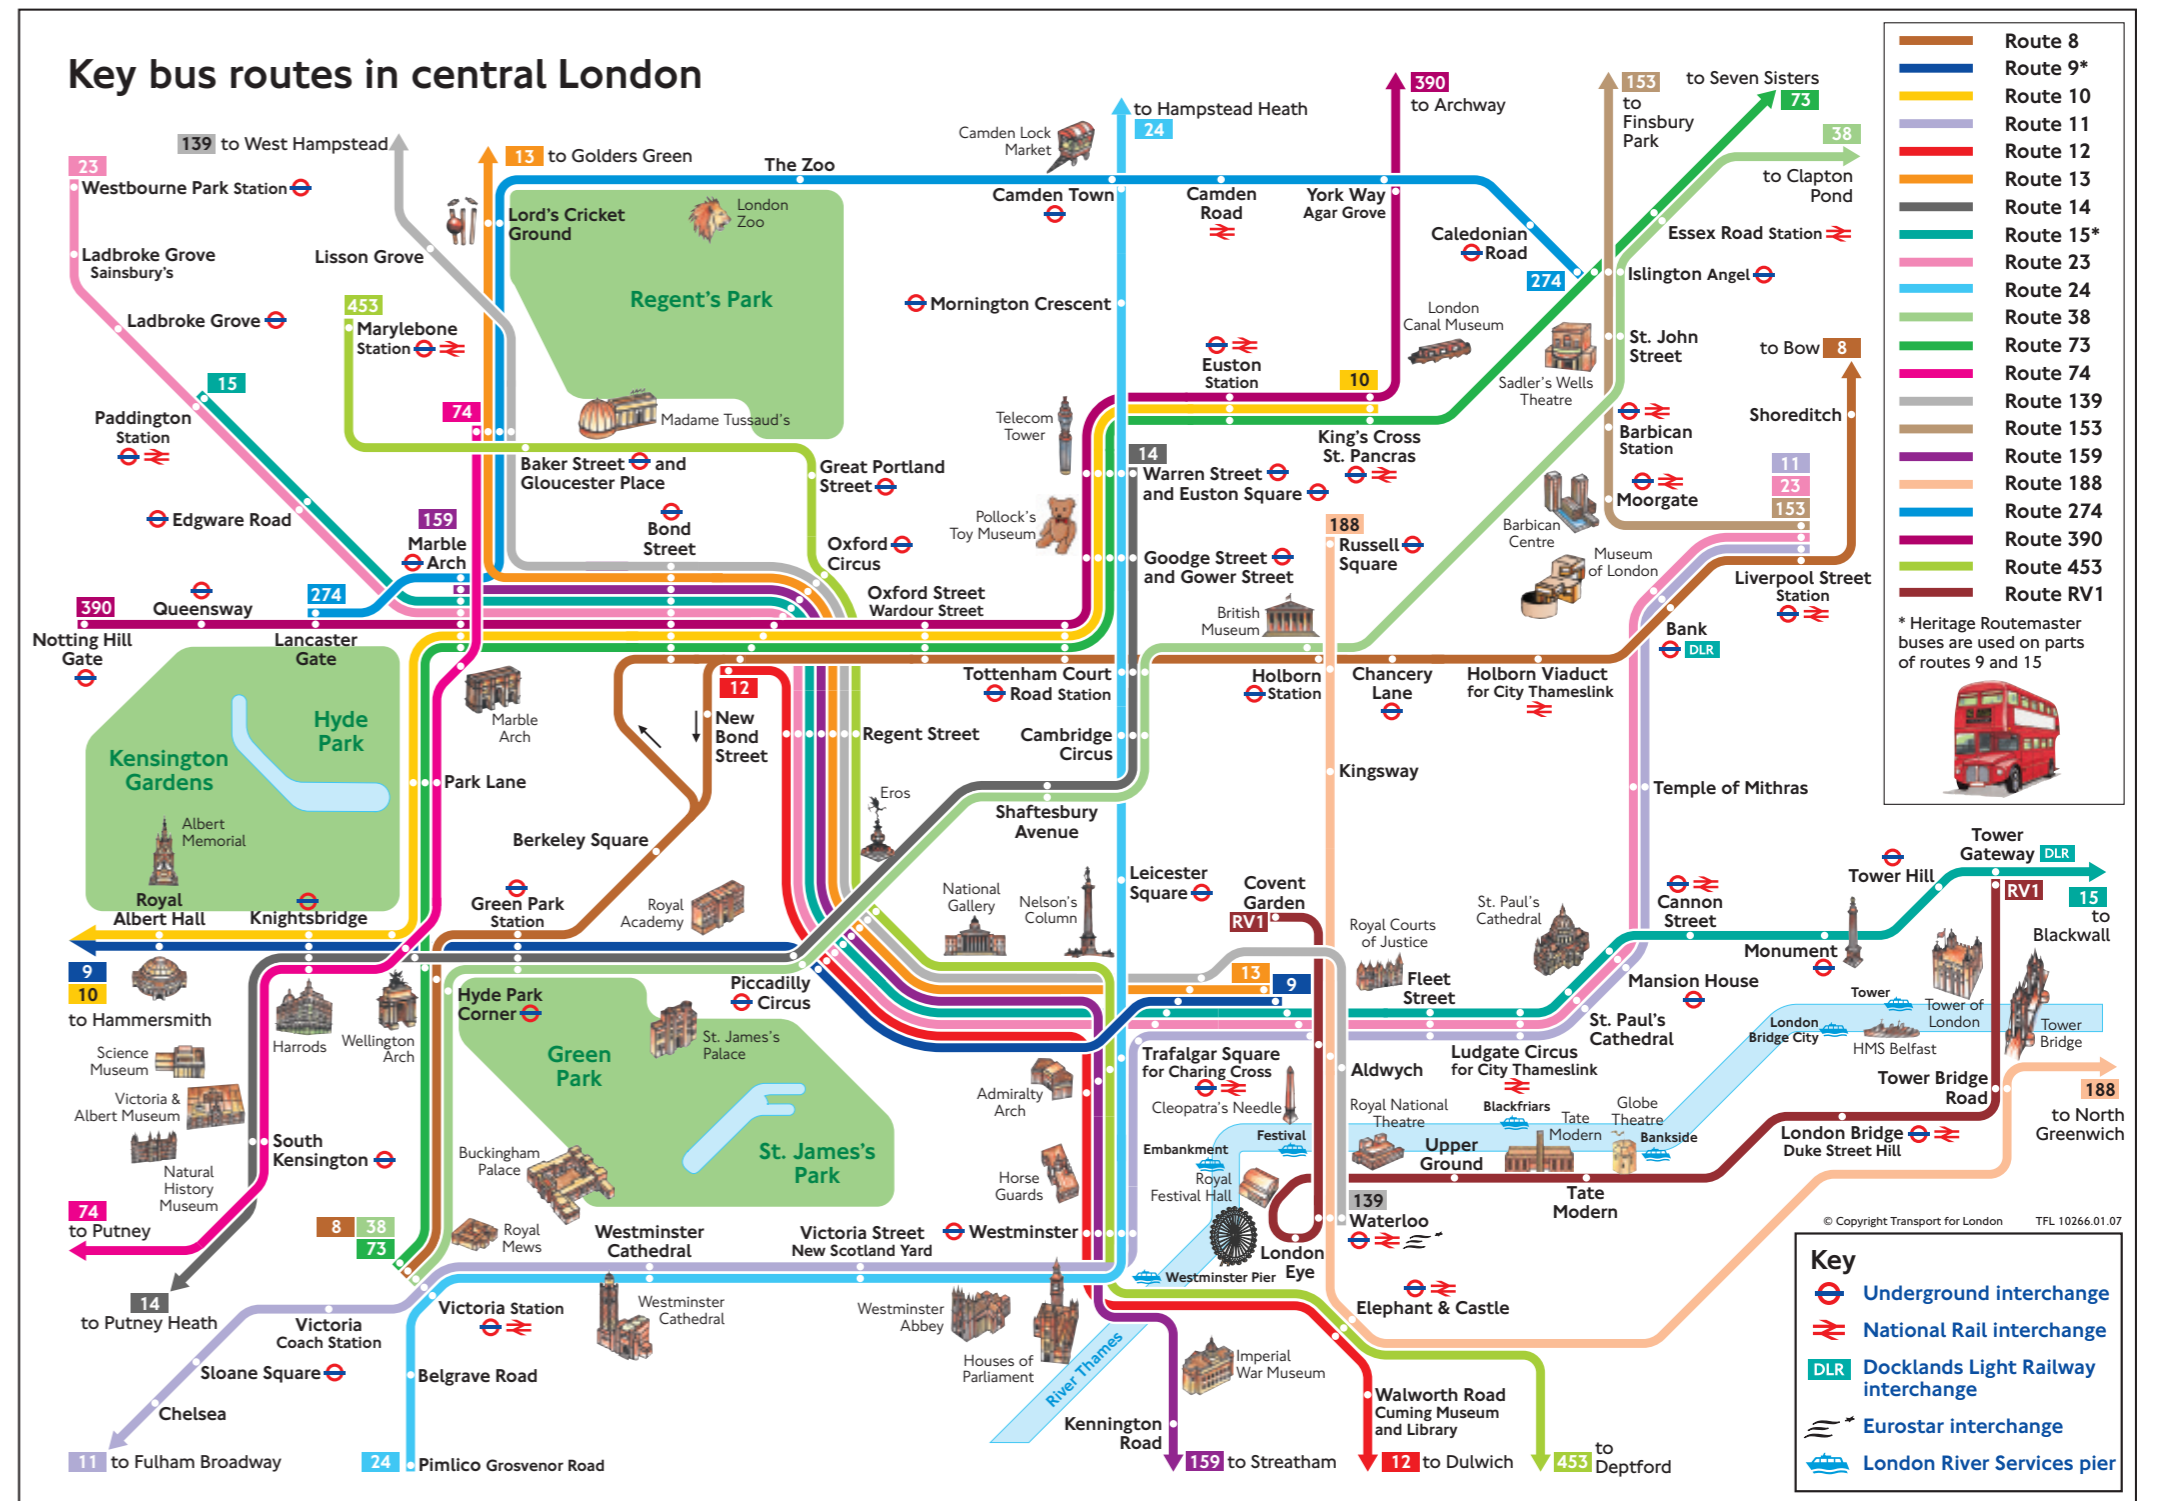 Key bus routes in central London
139 to West Hampstead
23
Westbourne Park Station
Ladbroke Grove
Sainsbury's
Ladbroke Grove
15
Paddington
Station
Edgware Road
453
Marylebone
Station
Lisson Grove
13 to Golders Green
Lord's Cricket
Ground
The Zoo
London
Zoo
Regent's Park
Madame Tussaud's
74
Baker Street and
Gloucester Place
Great Portland
Street
159
Marble
Arch
Bond
Street
Oxford
Circus
Oxford Street
Wardour Street
390
Notting Hill
Gate
Queensway
274
Lancaster
Gate
Camden Lock
Market
to Hampstead Heath
24
Camden Town
Camden
Road
390
to Archway
York Way
Agar Grove
Caledonian
Road
274
Mornington Crescent
London
Canal Museum
Euston
Station
10
King's Cross
St. Pancras
Telecom
Tower
14
Warren Street
and Euston Square
Pollock's
Toy Museum
Goodge Street
and Gower Street
153
to
Finsbury
Park
to Seven Sisters
73
38
to Clapton
Pond
Essex Road Station
Islington Angel
St. John
Street
Sadler's Wells
Theatre
to Bow 8
Shoreditch
Barbican
Station
Moorgate
Barbican
Centre
11
23
153
Museum
of London
Liverpool Street
Station
Bank
DLR
188
Russell
Square
British
Museum
Tottenham Court
Road Station
Holborn
Station
Chancery
Lane
Holborn Viaduct
for City Thameslink
Route 8
Route 9*
Route 10
Route 11
Route 12
Route 13
Route 14
Route 15*
Route 23
Route 24
Route 38
Route 73
Route 74
Route 139
Route 153
Route 159
Route 188
Route 274
Route 390
Route 453
Route RV1
* Heritage Routemaster
buses are used on parts
of routes 9 and 15
Kensington
Gardens
Hyde
Park
Albert
Memorial
Royal
Albert Hall
Knightsbridge
Marble
Arch
Park Lane
12
New
Bond
Street
Regent Street
Berkeley Square
Green Park
Station
Royal
Academy
Eros
Cambridge
Circus
Shaftesbury
Avenue
Kingsway
Temple of Mithras
National
Gallery
Nelson's
Column
Leicester
Square
Covent
Garden
RV1
Royal Courts
of Justice
St. Paul's
Cathedral
Cannon
Street
Tower Hill
Tower
Gateway DLR
RV1
15
to
Blackwall
Monument
Mansion House
9
10
to Hammersmith
Harrods
Wellington
Arch
Hyde Park
Corner
Piccadilly
Circus
St. James's
Palace
13
9
Fleet
Street
St. Paul's
Cathedral
Tower
London
Bridge City
HMS Belfast
Tower of
London
Tower
Bridge
Science
Museum
Victoria &
Albert Museum
Natural
History
Museum
South
Kensington
Green
Park
St. James's
Park
Buckingham
Palace
Royal
Mews
Admiralty
Arch
Horse
Guards
Trafalgar Square
for Charing Cross
Cleopatra's Needle
Embankment
Festival
Royal
Festival Hall
Aldwych
Royal National
Theatre
Ludgate Circus
for City Thameslink
Blackfriars
Tate
Modern
Globe
Theatre
Bankside
Upper
Ground
Tate
Modern
London Bridge
Duke Street Hill
Tower Bridge
Road
188
to North
Greenwich
74
to Putney
14
to Putney Heath
8 38
73
Westminster
Cathedral
Victoria Street
New Scotland Yard
Westminster
139
Waterloo
London
Eye
Westminster Pier
Elephant & Castle
Victoria
Coach Station
Victoria Station
Westminster
Cathedral
Westminster
Abbey
Houses of
Parliament
River Thames
Imperial
War Museum
Sloane Square
Chelsea
11 to Fulham Broadway
Belgrave Road
24 Pimlico Grosvenor Road
Kennington
Road
159 to Streatham
Walworth Road
Cuming Museum
and Library
12 to Dulwich
453 to
Deptford
© Copyright Transport for London TFL 10266.01.07
Key
Underground interchange
National Rail interchange
DLR Docklands Light Railway
interchange
Eurostar interchange
London River Services pier